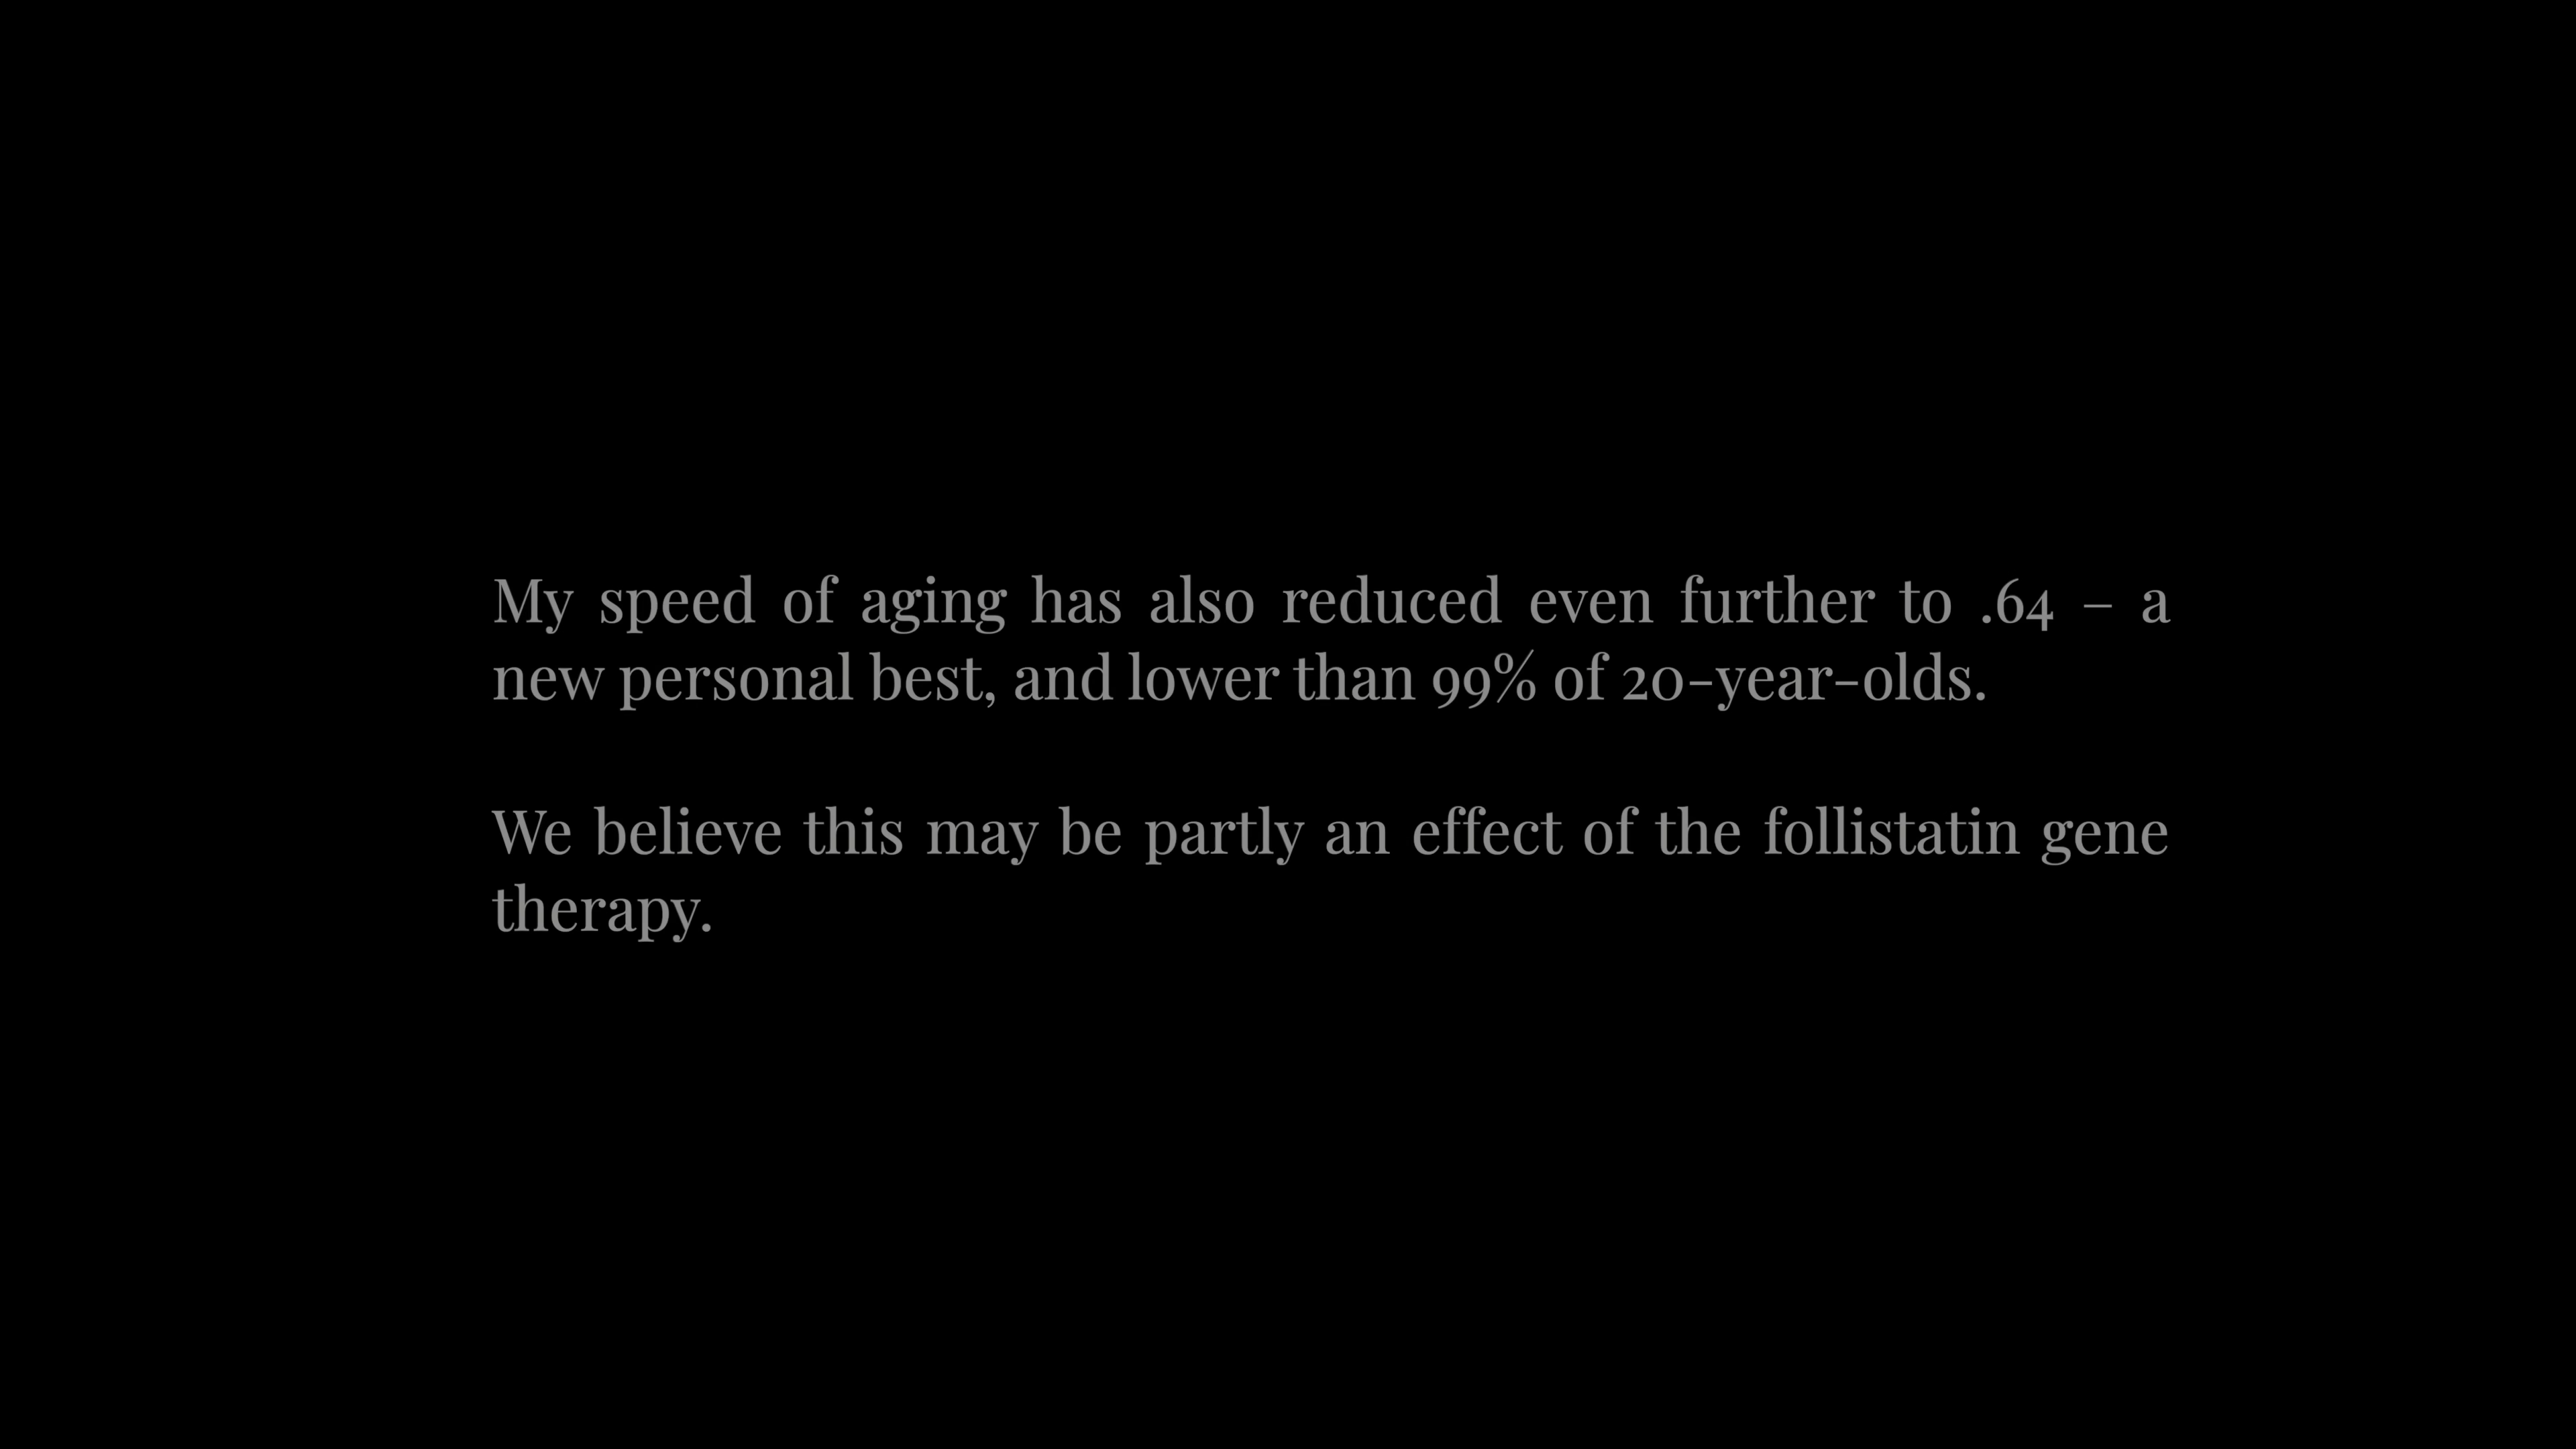 My speed of aging has also reduced even further to .64 – a
new personal best, and lower than 99% of 20-year-olds.
We believe this may be partly an effect of the follistatin gene
therapy.